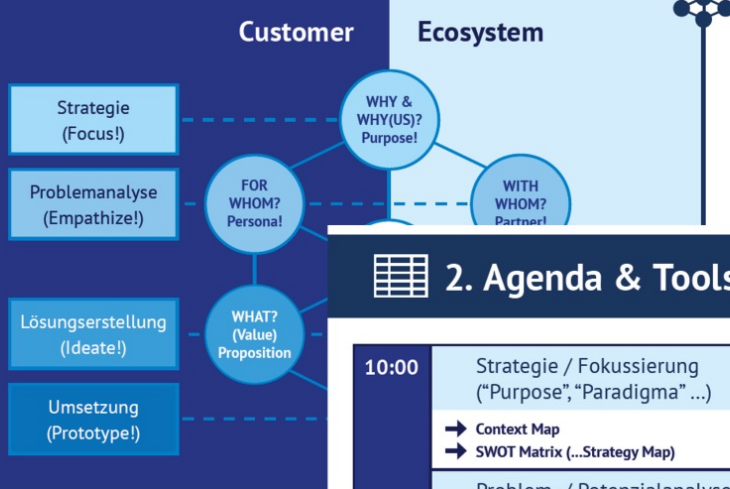 Customer
Ecosystem
Strategie
(Focus!)
WHY &
WHY(US)?
Purpose!
Problemanalyse
(Empathize!)
FOR
WHOM?
Persona!
WITH
WHOM?
Partner!
2. Agenda & Tools
Lösungserstellung
(Ideate!)
WHAT?
(Value)
Proposition
Umsetzung
(Prototype!)
10:00
Strategie / Fokussierung
(“Purpose”, “Paradigma” ...)
➔ Context Map
➔ SWOT Matrix (...Strategy Map)
Problem- / Potenzialanalyse